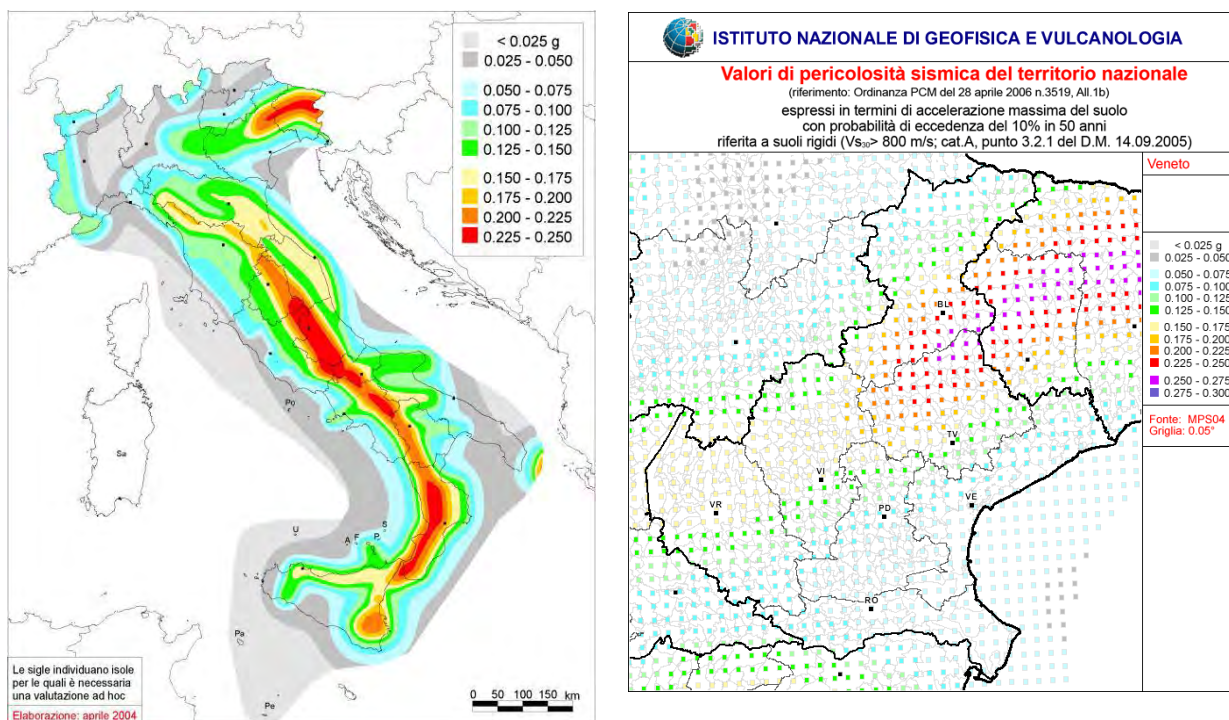 < 0.025 g
0.025 - 0.050
0.050 - 0.075
0.075 - 0.100
0.100 - 0.125
0.125 - 0.150
0.150 - 0.175
0.175 - 0.200
0.200 - 0.225
0.225 - 0.250
Po
Sa
U
S
A
F
P
Pa
Pe
Le sigle individuano isole
per le quali è necessaria
una valutazione ad hoc
Elaborazione: aprile 2004
0 50 100 150 km
ISTITUTO NAZIONALE DI GEOFISICA E VULCANOLOGIA
Valori di pericolosità sismica del territorio nazionale
(riferimento: Ordinanza PCM del 28 aprile 2006 n.3519, All.1b)
espressi in termini di accelerazione massima del suolo
con probabilità di eccedenza del 10% in 50 anni
riferita a suoli rigidi (Vs30> 800 m/s; cat.A, punto 3.2.1 del D.M. 14.09.2005)
Veneto
BL
TV
VI
VR
PD
VE
RO
< 0.025 g
0.025 - 0.050
0.050 - 0.075
0.075 - 0.100
0.100 - 0.125
0.125 - 0.150
0.150 - 0.175
0.175 - 0.200
0.200 - 0.225
0.225 - 0.250
0.250 - 0.275
0.275 - 0.300
Fonte: MPS04
Griglia: 0.05°